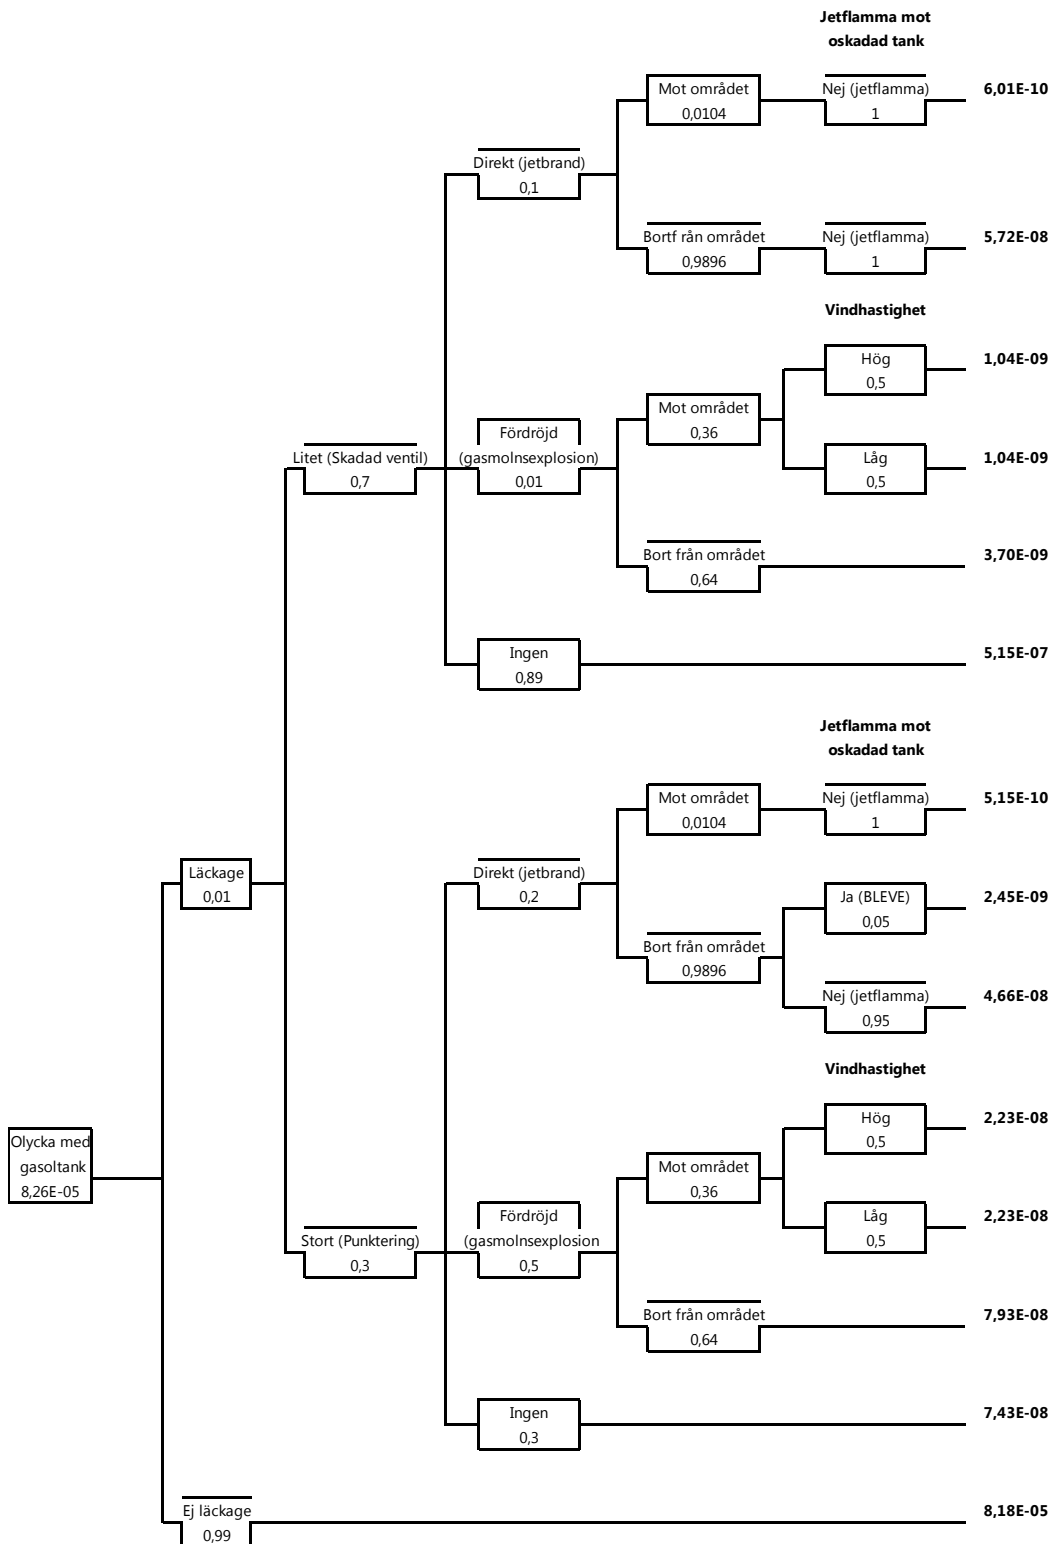 Jetflamma mot
oskadad tank
Mot området
0,0104
Nej (jetflamma)
1
6,01E-10
Direkt (jetbrand)
0,1
Bortf rån området
0,9896
Nej (jetflamma)
1
5,72E-08
Vindhastighet
Hög
0,5
1,04E-09
Mot området
0,36
Fördröjd
(gasmolnsexplosion)
0,01
Litet (Skadad ventil)
0,7
Låg
0,5
1,04E-09
Bort från området
0,64
3,70E-09
Ingen
0,89
5,15E-07
Jetflamma mot
oskadad tank
Mot området
0,0104
Nej (jetflamma)
1
5,15E-10
Läckage
0,01
Direkt (jetbrand)
0,2
Ja (BLEVE)
0,05
2,45E-09
Bort från området
0,9896
Nej (jetflamma)
0,95
4,66E-08
Vindhastighet
Hög
0,5
2,23E-08
Olycka med
gasoltank
8,26E-05
Mot området
0,36
Fördröjd
(gasmolnsexplosion
0,5
Stort (Punktering)
0,3
Låg
0,5
2,23E-08
Bort från området
0,64
7,93E-08
Ingen
0,3
7,43E-08
Ej läckage
0,99
8,18E-05